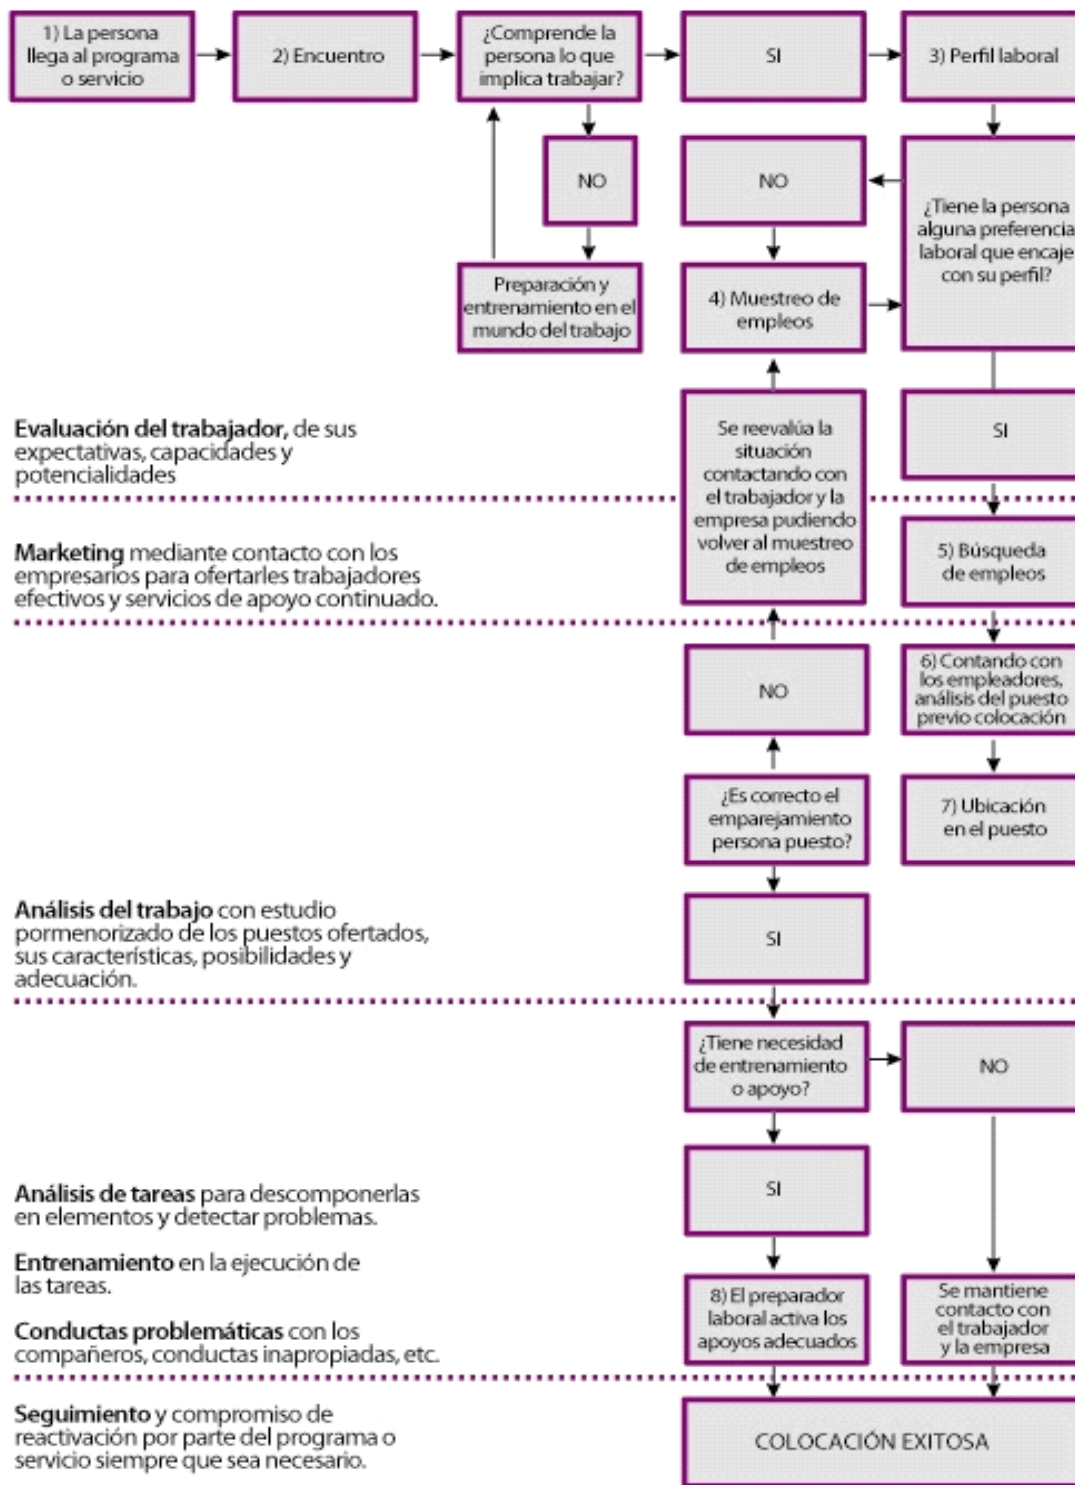 1) La persona
llega al programa
o servicio
2) Encuentro
¿Comprende la
persona lo que
implica trabajar?
SI
3) Perfil laboral
NO
NO
¿Tiene la persona
alguna preferencia
laboral que encaje
con su perfil?
Preparación y
entrenamiento en el
mundo del trabajo
4) Muestreo de
empleos
Evaluación del trabajador, de sus
expectativas, capacidades y
potencialidades
Se reevalúa la
situación
contactando con
el trabajador y la
empresa pudiendo
volver al muestreo
de empleos
SI
Marketing mediante contacto con los
empresarios para ofertarles trabajadores
efectivos y servicios de apoyo continuado.
5) Búsqueda
de empleos
NO
6) Contando con
los empleadores,
análisis del puesto
previo colocación
¿Es correcto el
emparejamiento
persona puesto?
7) Ubicación
en el puesto
Análisis del trabajo con estudio
pormenorizado de los puestos ofertados,
sus características, posibilidades y
adecuación.
SI
¿Tiene necesidad
de entrenamiento
o apoyo?
NO
SI
Análisis de tareas para descomponerlas
en elementos y detectar problemas.
Entrenamiento en la ejecución de
las tareas.
Conductas problemáticas con los
compañeros, conductas inapropiadas, etc.
8) El preparador
laboral activa los
apoyos adecuados
Se mantiene
contacto con
el trabajador
y la empresa
Seguimiento y compromiso de
reactivación por parte del programa o
servicio siempre que sea necesario.
COLOCACIÓN EXITOSA